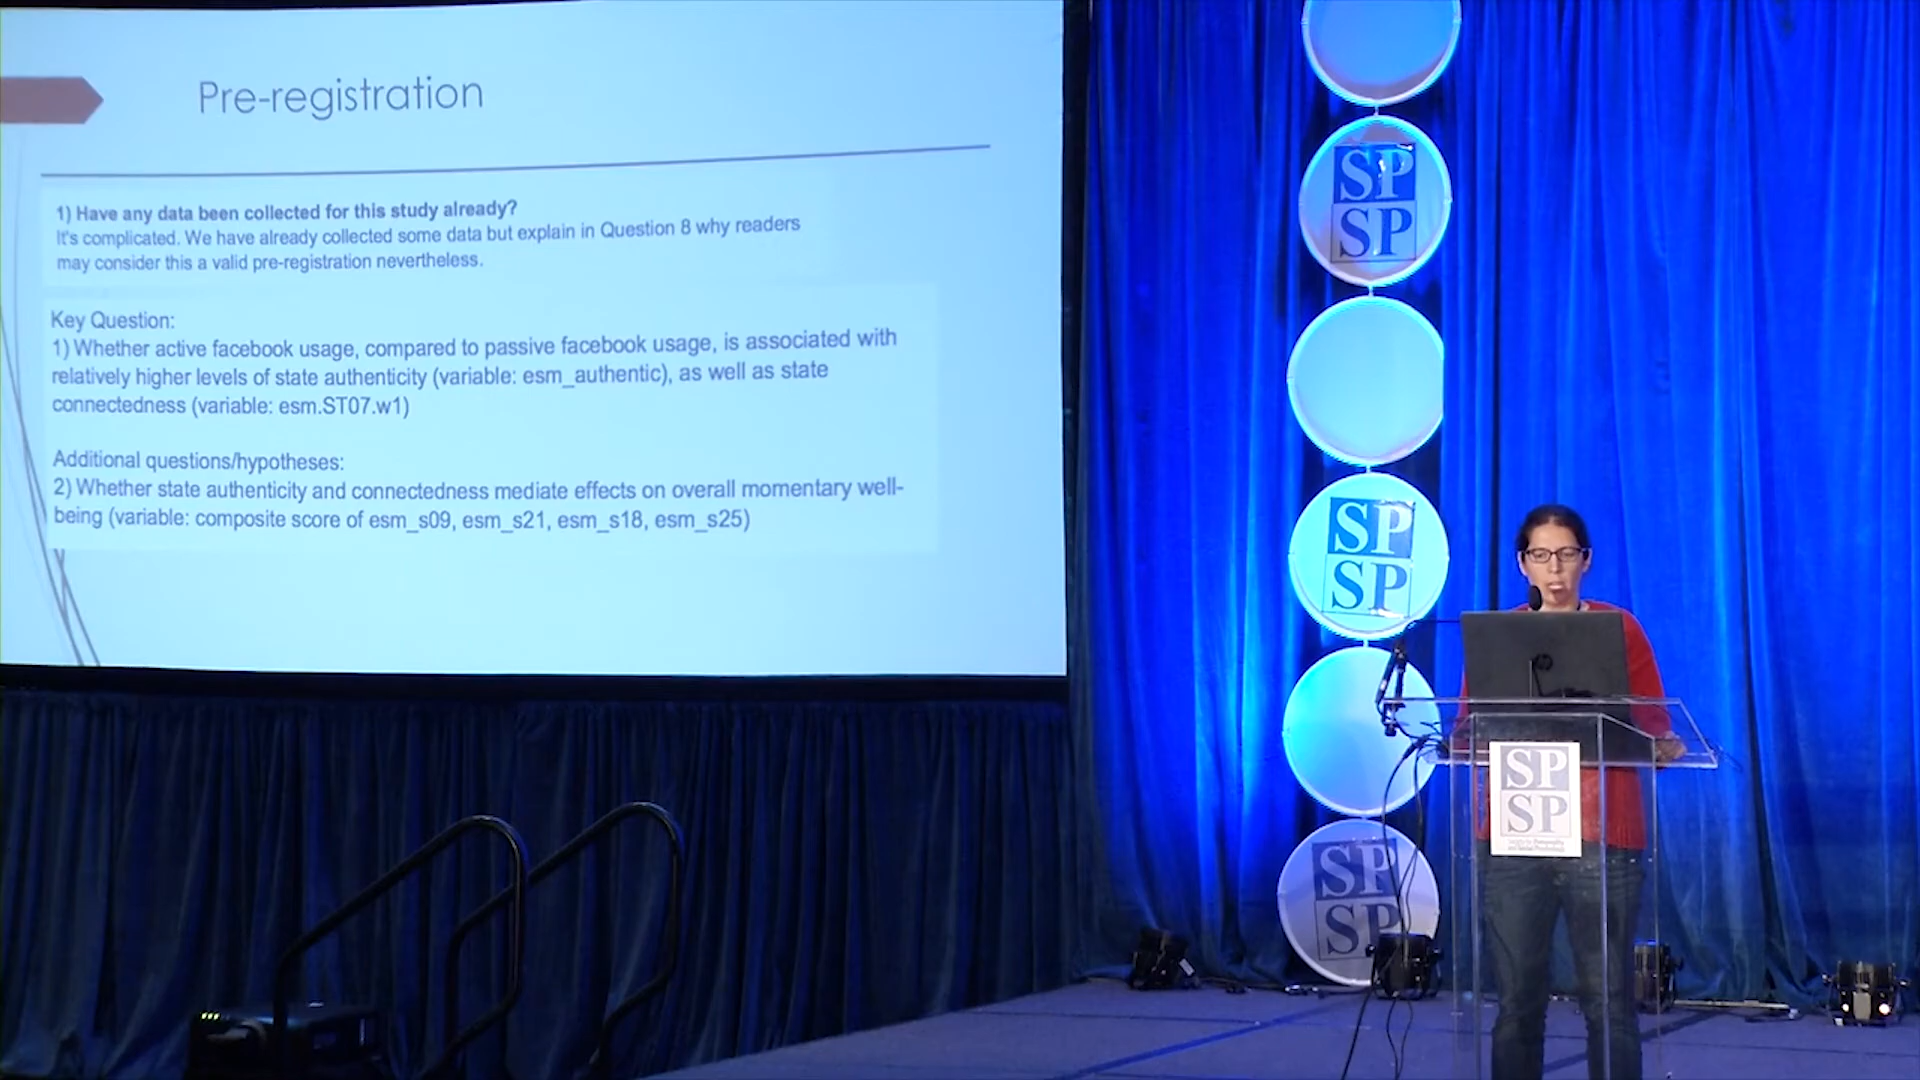 Pre-registration
1) Have any data been collected for this study already?
It's complicated. We have already collected some data but explain in Question 8 why readers
may consider this a valid pre-registration nevertheless.
Key Question:
1) Whether active facebook usage, compared to passive facebook usage, is associated with
relatively higher levels of state authenticity (variable: esm_authentic), as well as state
connectedness (variable: esm.ST07.w1)
Additional questions/hypotheses:
2) Whether state authenticity and connectedness mediate effects on overall momentary well-
being (variable: composite score of esm_s09, esm_s21, esm_s18, esm_s25)
SP
SP
SP
SP
SP
SP
SP
SP